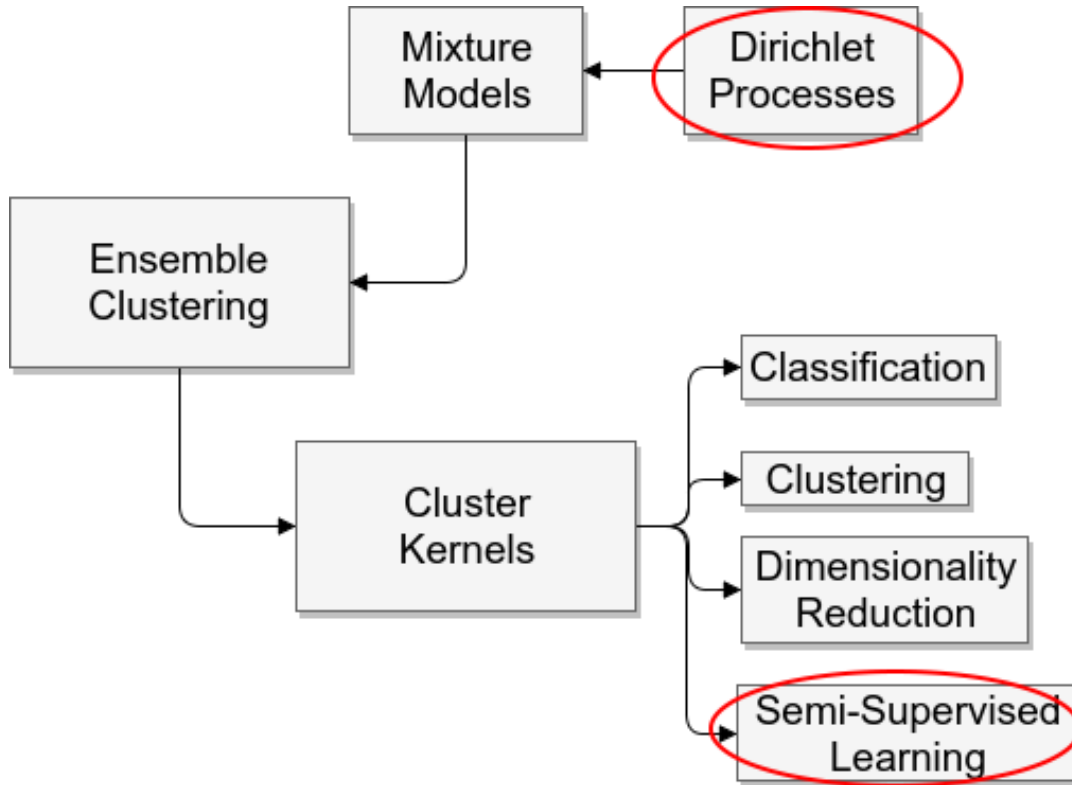 Mixture
Models
Dirichlet
Processes
Ensemble
Clustering
Cluster
Kernels
Classification
Clustering
Dimensionality
Reduction
Semi-Supervised
Learning